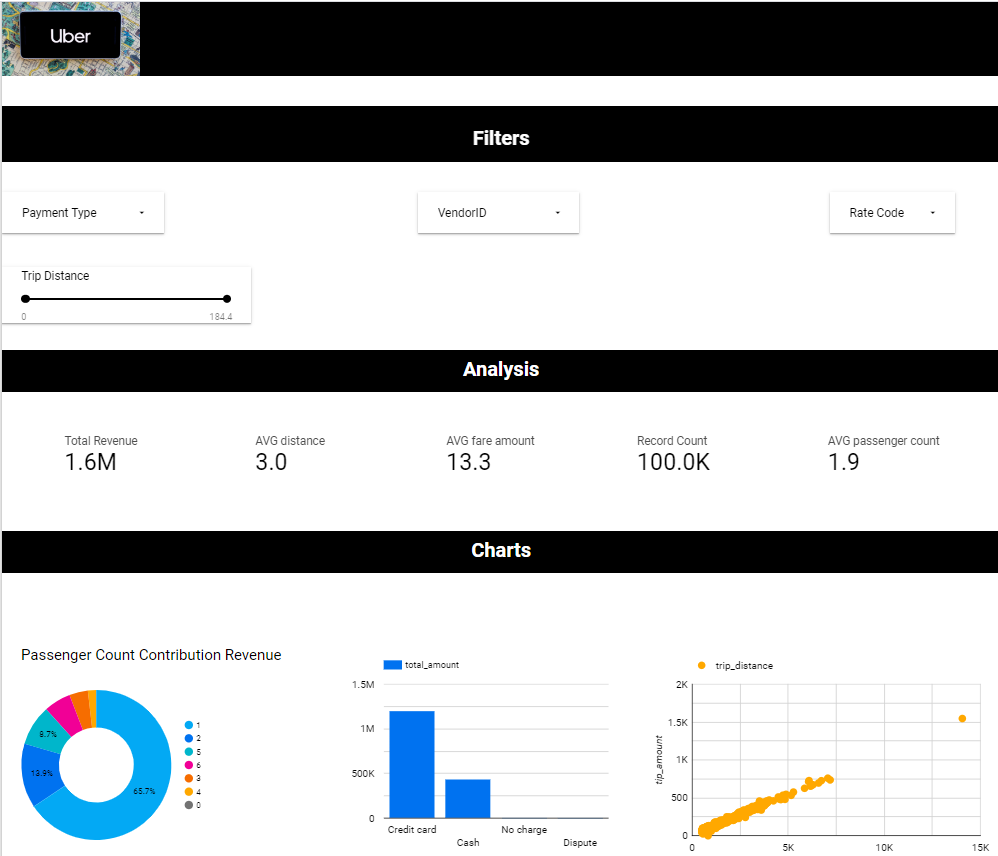 Uber
Filters
Payment Type
VendorID
Rate Code
Trip Distance
0
184.4
Analysis
Total Revenue
1.6M
AVG distance
3.0
AVG fare amount
13.3
Record Count
100.0K
AVG passenger count
1.9
Charts
Passenger Count Contribution Revenue
8.7%
13.9%
65.7%
1
2
5
6
3
4
0
total_amount
1.5M
1M
500K
0
Credit card
Cash
No charge
Dispute
trip_distance
tip_amount
2K
1.5K
1K
500
0
0
5K
10K
15K